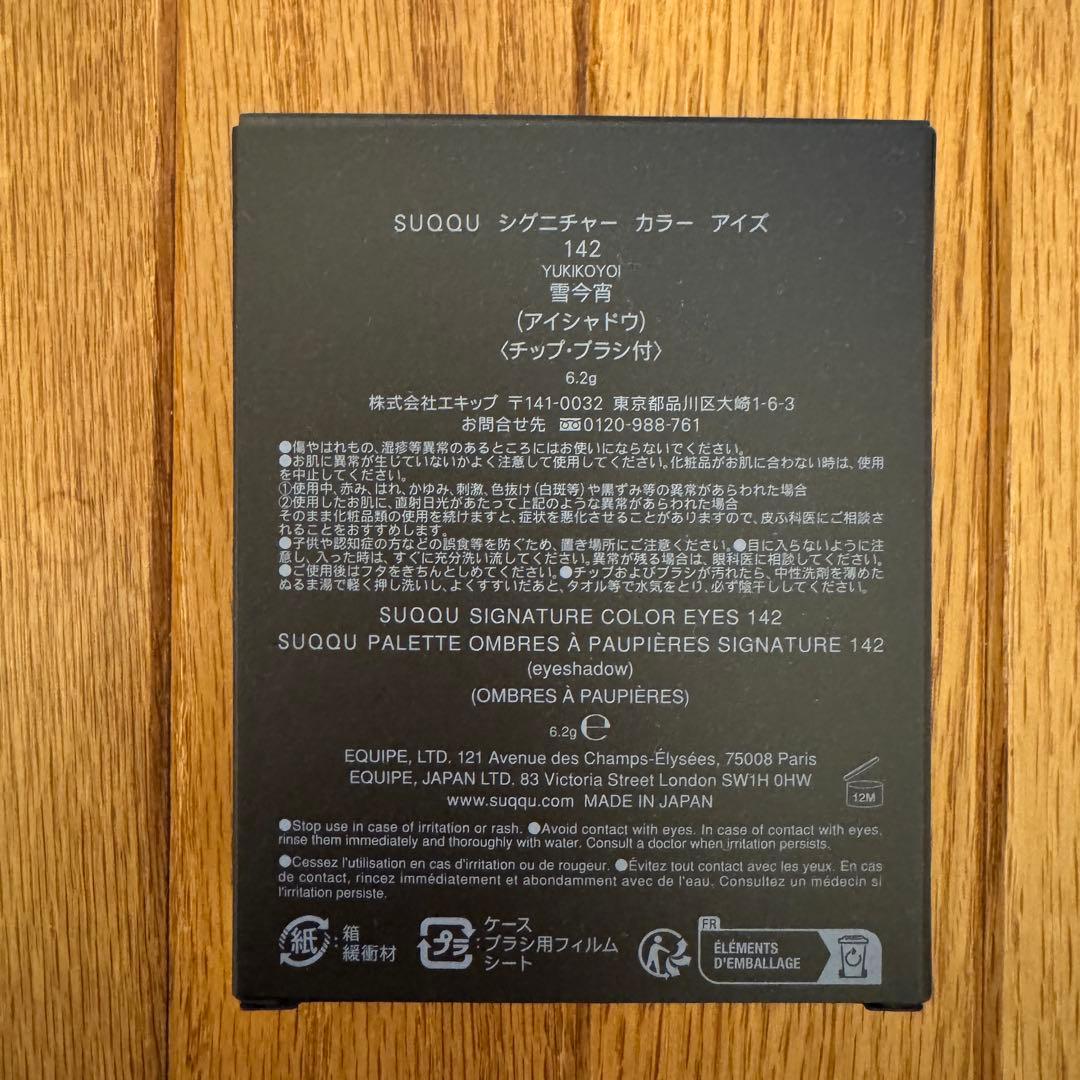 SUQQU シグニチャー カラー アイズ
142
YUKIKOYOI
雪今宵
(アイシャドウ)
〈チップ・ブラシ付〉
6.2g
株式会社エキップ 〒141-0032 東京都品川区大崎1-6-3
お問合せ先 0120-988-761
●傷やはれもの、湿疹等異常のあるところにはお使いにならないでください。
●お肌に異常が生じていないかよく注意して使用してください。化粧品がお肌に合わない時は、使用
を中止してください。
①使用中、赤み、はれ、かゆみ、刺激、色抜け(白斑等)や黒ずみ等の異常があらわれた場合
②使用したお肌に、直射日光があたって上記のような異常があらわれた場合
そのまま化粧品類の使用を続けますと、症状を悪化させることがありますので、皮ふ科医にご相談さ
れることをおすすめします。
●子供や認知症の方などの誤食等を防ぐため、置き場所にご注意ください。●目に入らないように注
意し、入った時は、すぐに充分洗い流してください。異常が残る場合は、眼科医に相談してください。
●ご使用後はフタをきちんとしめてください。●チップおよびブラシが汚れたら、中性洗剤を薄めた
ぬるま湯で軽く押し洗いし、よくすすいだあと、タオル等で水気をとり、必ず陰干ししてください。
SUQQU SIGNATURE COLOR EYES 142
SUQQU PALETTE OMBRES À PAUPIÈRES SIGNATURE 142
(eyeshadow)
(OMBRES À PAUPIÈRES)
6.2g ℮
EQUIPE, LTD. 121 Avenue des Champs-Élysées, 75008 Paris
EQUIPE, JAPAN LTD. 83 Victoria Street London SW1H 0HW
www.suqqu.com MADE IN JAPAN
12M
●Stop use in case of irritation or rash. ●Avoid contact with eyes. In case of contact with eyes,
rinse them immediately and thoroughly with water. Consult a doctor when irritation persists.
●Cessez l'utilisation en cas d'irritation ou de rougeur. ●Évitez tout contact avec les yeux. En cas
de contact, rincez immédiatement et abondamment avec de l'eau. Consultez un médecin si
l'irritation persiste.
紙:箱
緩衝材
プラ:ケース
ブラシ用フィルム
シート
FR
ÉLÉMENTS
D'EMBALLAGE